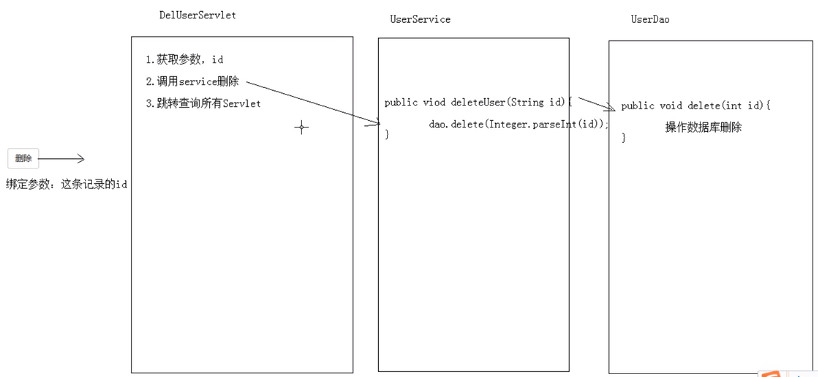 DelUserServlet
UserService
UserDao
1.获取参数, id
2.调用service删除
3.跳转查询所有Servlet
public viod deleteUser(String id){
dao.delete(Integer.parseInt(id));
}
public void delete(int id){
操作数据库删除
}
删除
绑定参数: 这条记录的id